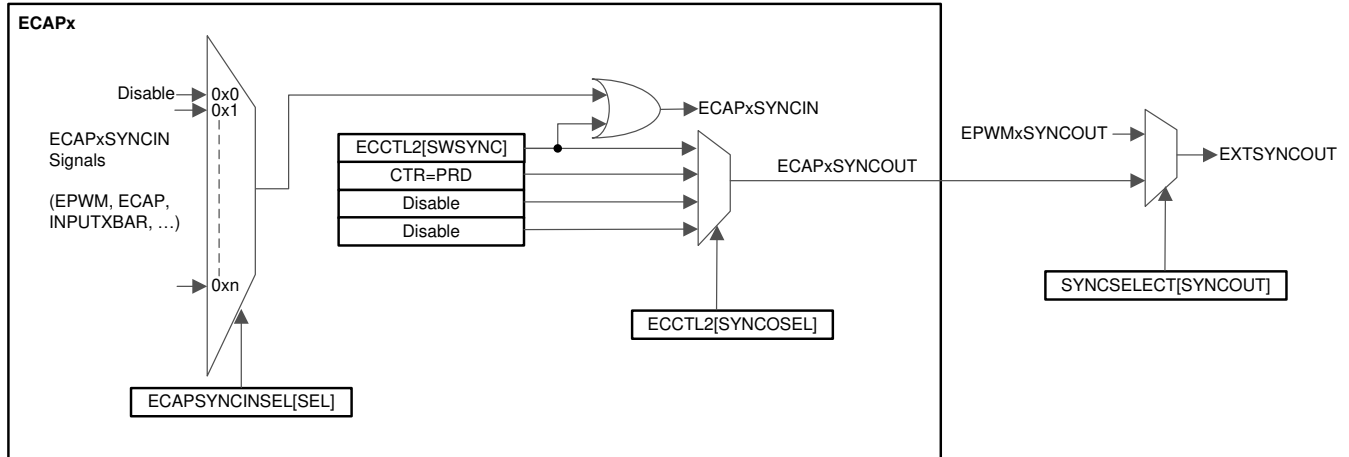 ECAPx
Disable
0x0
0x1
ECAPxSYNCIN
Signals
(EPWM, ECAP,
INPUTXBAR, …)
0xn
ECAPSYNCINSEL[SEL]
ECAPxSYNCIN
ECCTL2[SWSYNC]
CTR=PRD
Disable
Disable
ECAPxSYNCOUT
ECCTL2[SYNCOSEL]
EPWMxSYNCOUT
EXTSYNCOUT
SYNCSELECT[SYNCOUT]